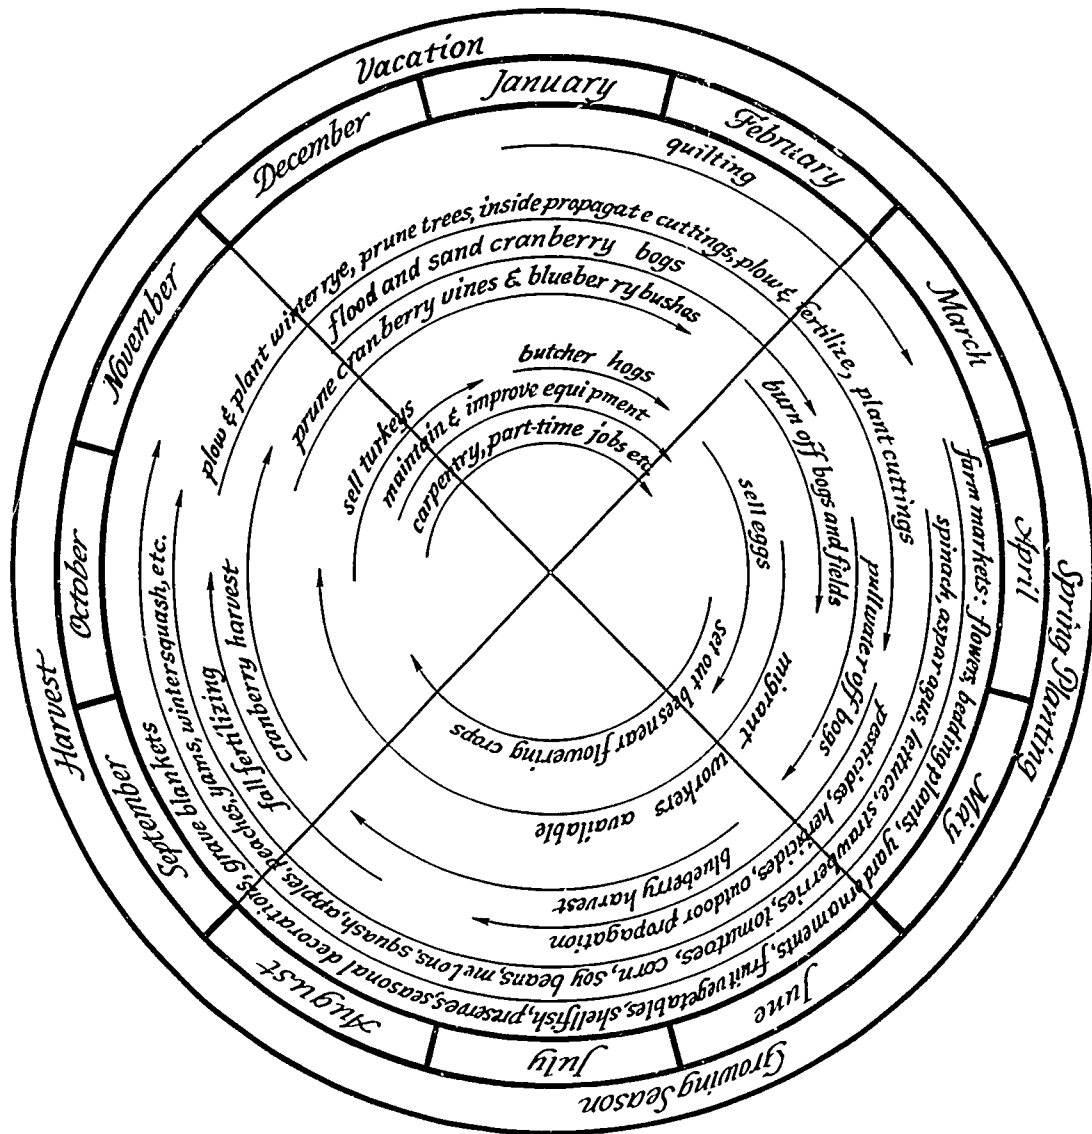 Vacation
January
February
March
April
May
June
July
August
September
October
November
December
Spring Planting
Growing Season
Harvest
quilting
plow & plant winter rye, prune trees, inside propagate cuttings, plow & fertilize, plant cuttings
flood and sand cranberry bogs
prune cranberry vines & blueberry bushas
butcher hogs
sell turkeys
maintain & improve equipment
carpentry, part-time jobs etc
burn off bogs and fields
sell eggs
pull water off bogs
set out bees near flowering crops
migrant workers available
blueberry harvest
pesticides, herbicides, outdoor propagation
spinach, asparagus, lettuce, strawberries, tomatoes, corn, soy beans, melons, squash, apples, peaches, yams, wintersquash, etc.
farm markets: flowers, bedding plants, yard ornaments, fruit vegetables, shellfish, preserves, seasonal decorations, grave blankets
fall fertilizing
cranberry harvest